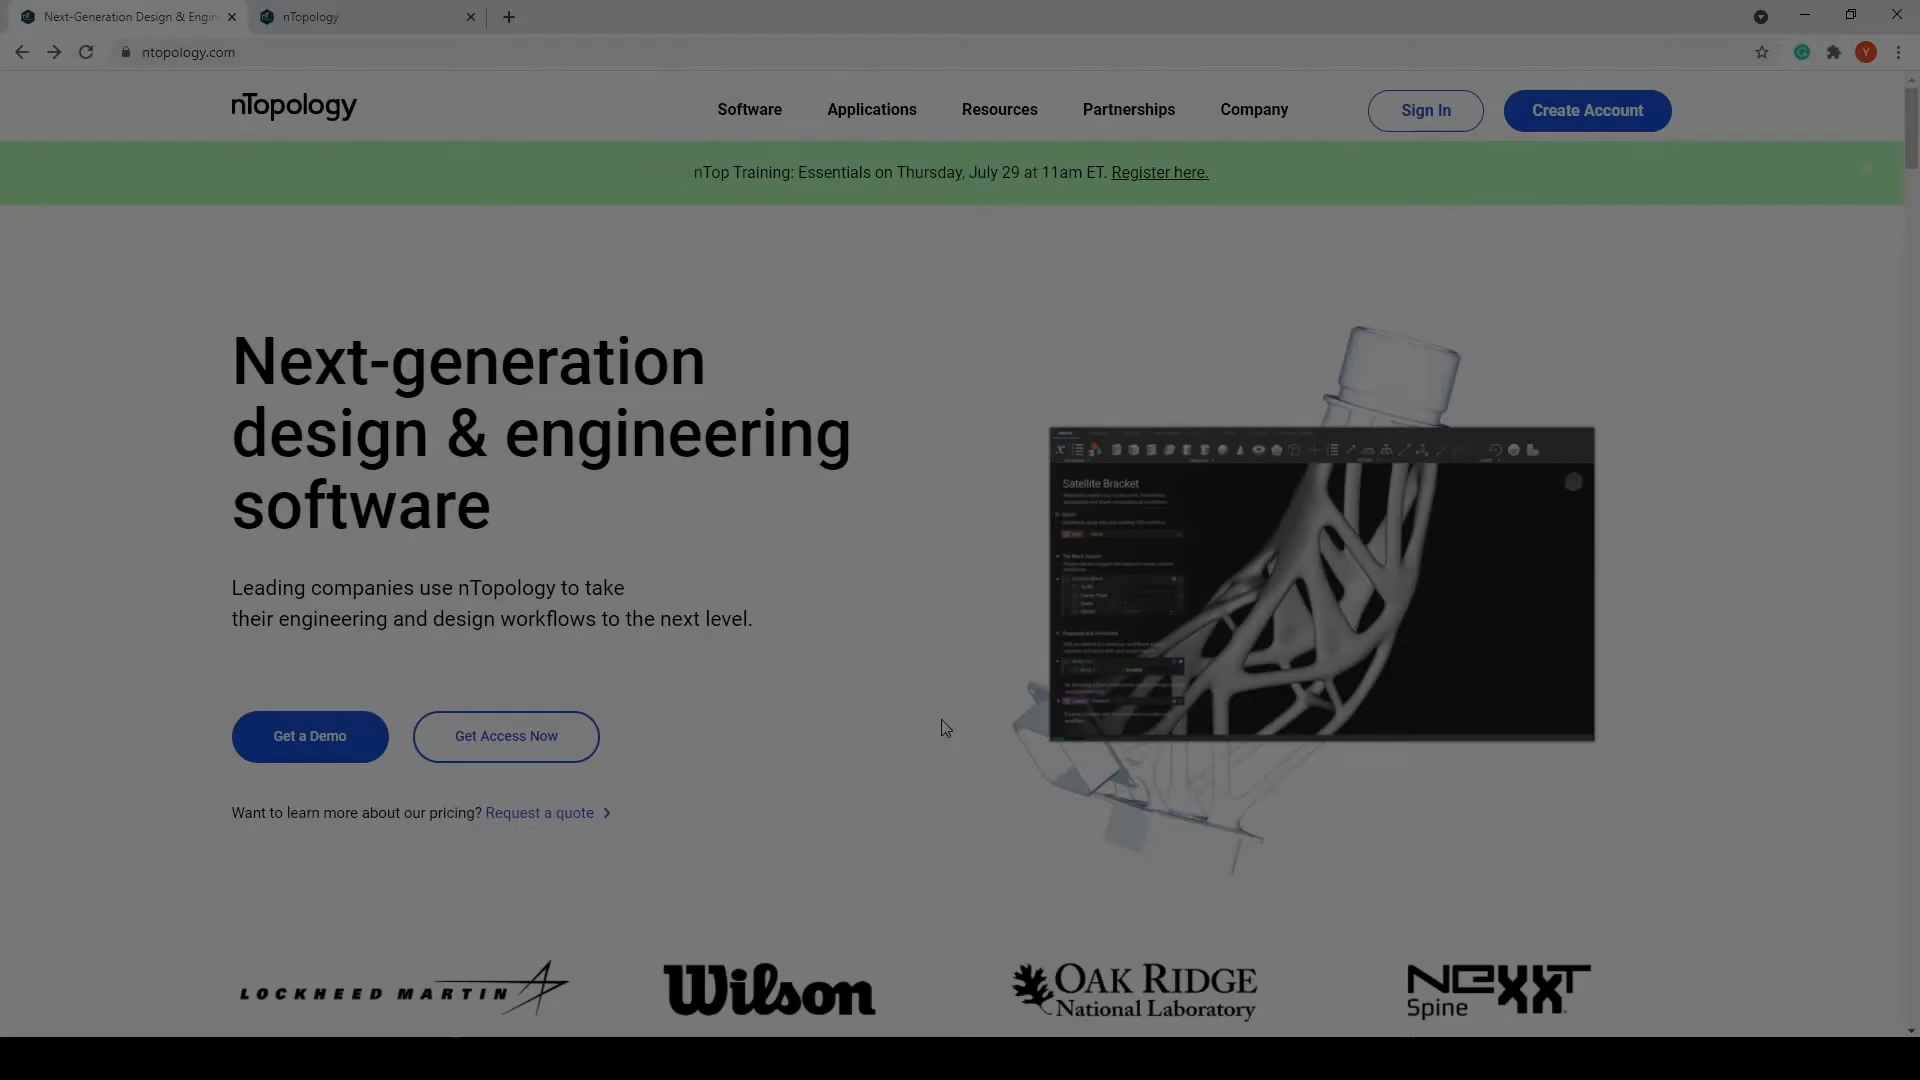 Next-Generation Design & Engin
nTopology
ntopology.com
Y
nTopology
Software
Applications
Resources
Partnerships
Company
Sign In
Create Account
nTop Training: Essentials on Thursday, July 29 at 11am ET. Register here.
Next-generation
design & engineering
software
Satellite Bracket
Leading companies use nTopology to take
their engineering and design workflows to the next level.
Get a Demo
Get Access Now
Want to learn more about our pricing? Request a quote
LOCKHEED MARTIN
Wilson
OAK RIDGE
National Laboratory
NEXXT
Spine